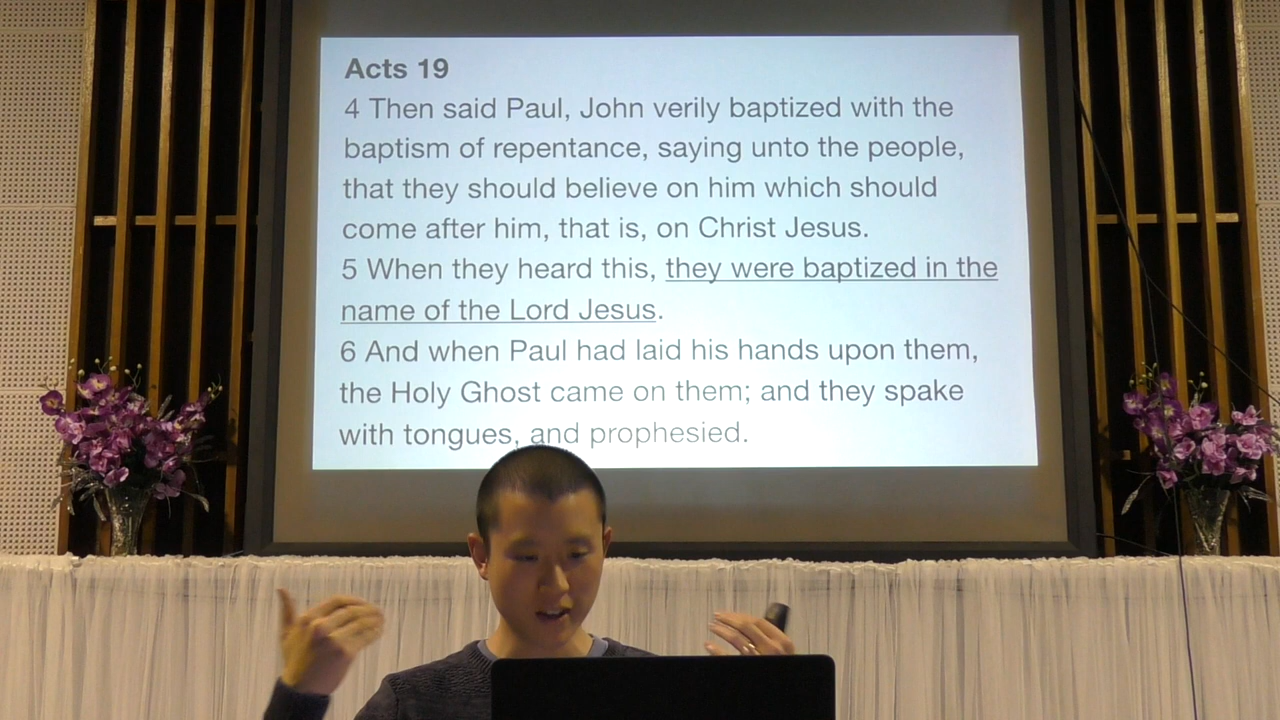 Acts 19
4 Then said Paul, John verily baptized with the
baptism of repentance, saying unto the people,
that they should believe on him which should
come after him, that is, on Christ Jesus.
5 When they heard this, they were baptized in the
name of the Lord Jesus.
6 And when Paul had laid his hands upon them,
the Holy Ghost came on them; and they spake
with tongues, and prophesied.